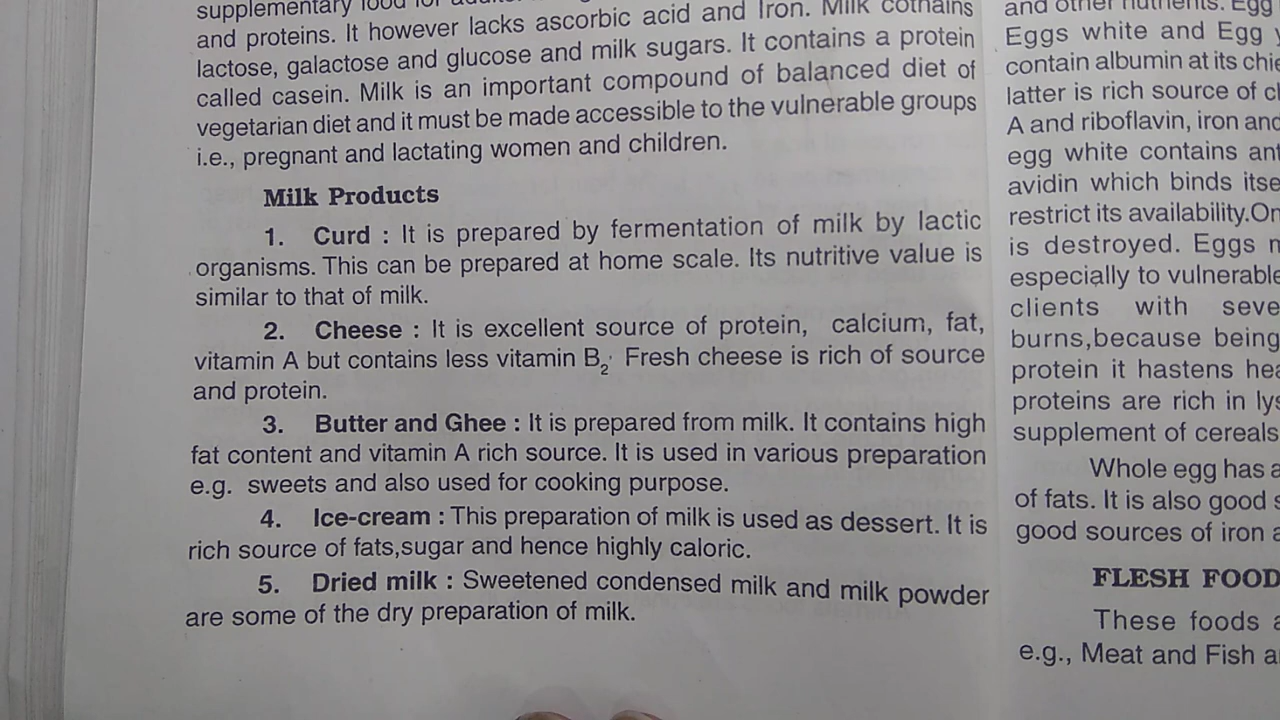 supplementary food for
and proteins. It however lacks ascorbic acid and Iron. Milk contains
lactose, galactose and glucose and milk sugars. It contains a protein
called casein. Milk is an important compound of balanced diet of
vegetarian diet and it must be made accessible to the vulnerable groups
i.e., pregnant and lactating women and children.
Milk Products
1. Curd : It is prepared by fermentation of milk by lactic
organisms. This can be prepared at home scale. Its nutritive value is
similar to that of milk.
2. Cheese : It is excellent source of protein, calcium, fat,
vitamin A but contains less vitamin B₂. Fresh cheese is rich of source
and protein.
3. Butter and Ghee : It is prepared from milk. It contains high
fat content and vitamin A rich source. It is used in various preparation
e.g. sweets and also used for cooking purpose.
4. Ice-cream : This preparation of milk is used as dessert. It is
rich source of fats,sugar and hence highly caloric.
5. Dried milk : Sweetened condensed milk and milk powder
are some of the dry preparation of milk.
and other nutrients. Egg
Eggs white and Egg
contain albumin at its
latter is rich source of
A and riboflavin, iron and
egg white contains
avidin which binds
restrict its availability.
is destroyed. Eggs
especially to vulnerable
clients with
burns,because being
protein it hastens
proteins are rich in
supplement of cereals
Whole egg has a
of fats. It is also good
good sources of iron
FLESH FOOD
These foods
e.g., Meat and Fish